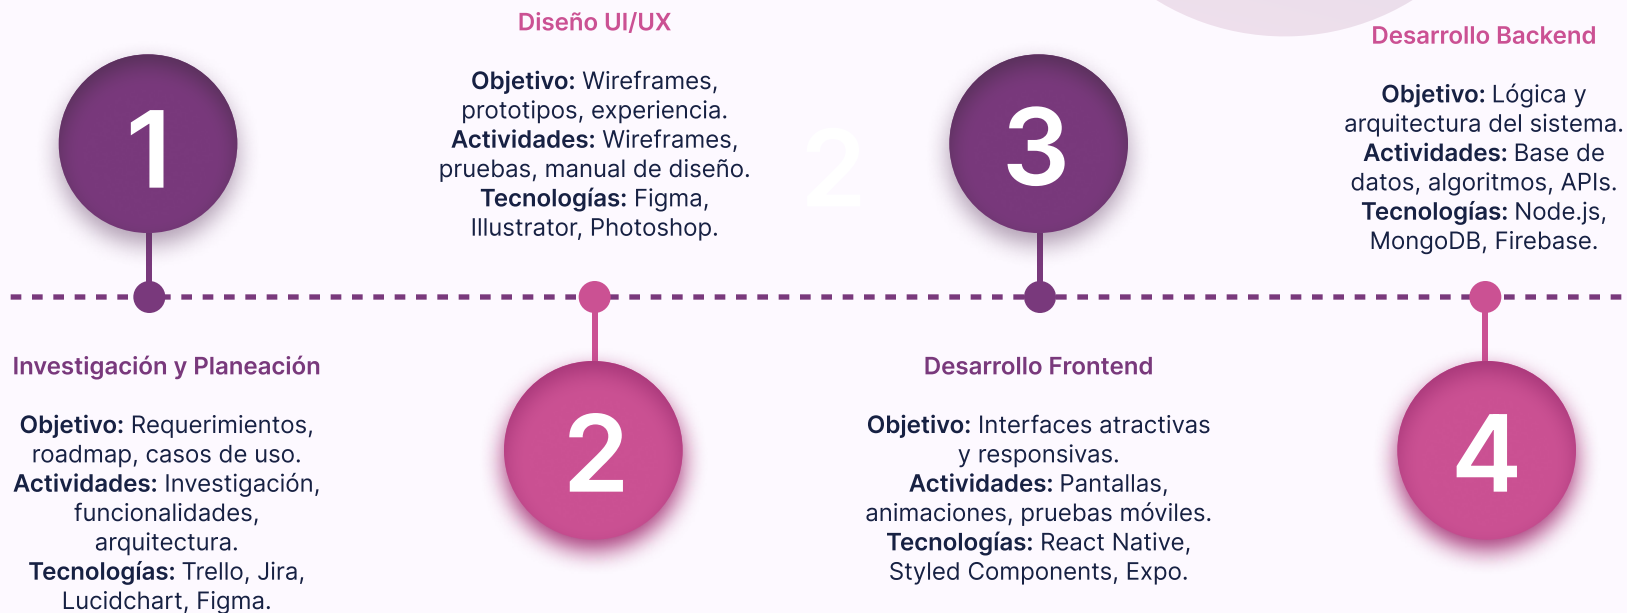 1
Investigación y Planeación
Objetivo: Requerimientos,
roadmap, casos de uso.
Actividades: Investigación,
funcionalidades,
arquitectura.
Tecnologías: Trello, Jira,
Lucidchart, Figma.
Diseño UI/UX
Objetivo: Wireframes,
prototipos, experiencia.
Actividades: Wireframes,
pruebas, manual de diseño.
Tecnologías: Figma,
Illustrator, Photoshop.
2
2
3
Desarrollo Frontend
Objetivo: Interfaces atractivas
y responsivas.
Actividades: Pantallas,
animaciones, pruebas móviles.
Tecnologías: React Native,
Styled Components, Expo.
Desarrollo Backend
Objetivo: Lógica y
arquitectura del sistema.
Actividades: Base de
datos, algoritmos, APIs.
Tecnologías: Node.js,
MongoDB, Firebase.
4